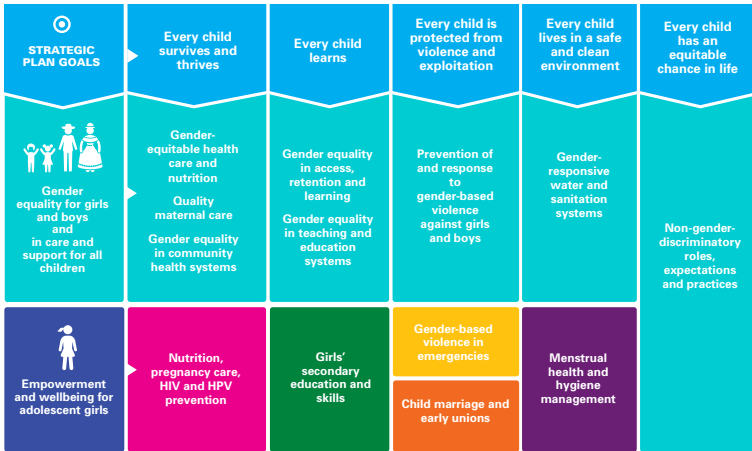 STRATEGIC
PLAN GOALS
Every child
survives and
thrives
Every child
learns
Every child is
protected from
violence and
exploitation
Every child
lives in a safe
and clean
environment
Every child
has an
equitable
chance in life
Gender
equality for girls
and boys
and
in care and
support for all
children
Gender-
equitable health
care and
nutrition
Quality
maternal care
Gender equality
in community
health systems
Gender equality
in access,
retention and
learning
Gender equality
in teaching and
education
systems
Prevention of
and response
to
gender-based
violence
against girls
and boys
Gender-
responsive
water and
sanitation
systems
Non-gender-
discriminatory
roles,
expectations
and practices
Empowerment
and wellbeing for
adolescent girls
Nutrition,
pregnancy care,
HIV and HPV
prevention
Girls’
secondary
education and
skills
Gender-based
violence in
emergencies
Child marriage and
early unions
Menstrual
health and
hygiene
management